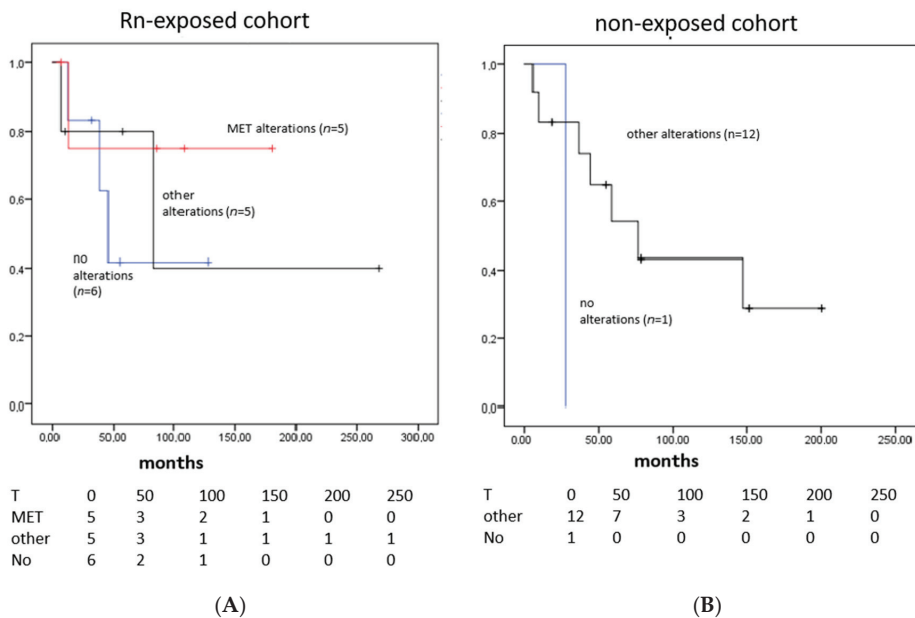 Rn-exposed cohort
1,0
0,8
0.6
0.4
0,2
0,0
MET alterations (n=5)
other
alterations (n=5)
no
alterations
(n=6)
0,00 50,00 100,00 150,00 200,00 250,00 300,00
months
T 0 50 100 150 200 250
MET 5 3 2 1 0 0
other 5 3 1 1 1 1
No 6 2 1 0 0 0
(A)
non-exposed cohort
1,0
0,8
0.6
0.4
0,2
0,0
other alterations (n=12)
no
alterations (n=1)
0,00 50,00 100,00 150,00 200,00 250,00
months
T 0 50 100 150 200 250
other 12 7 3 2 1 0
No 1 0 0 0 0 0
(B)